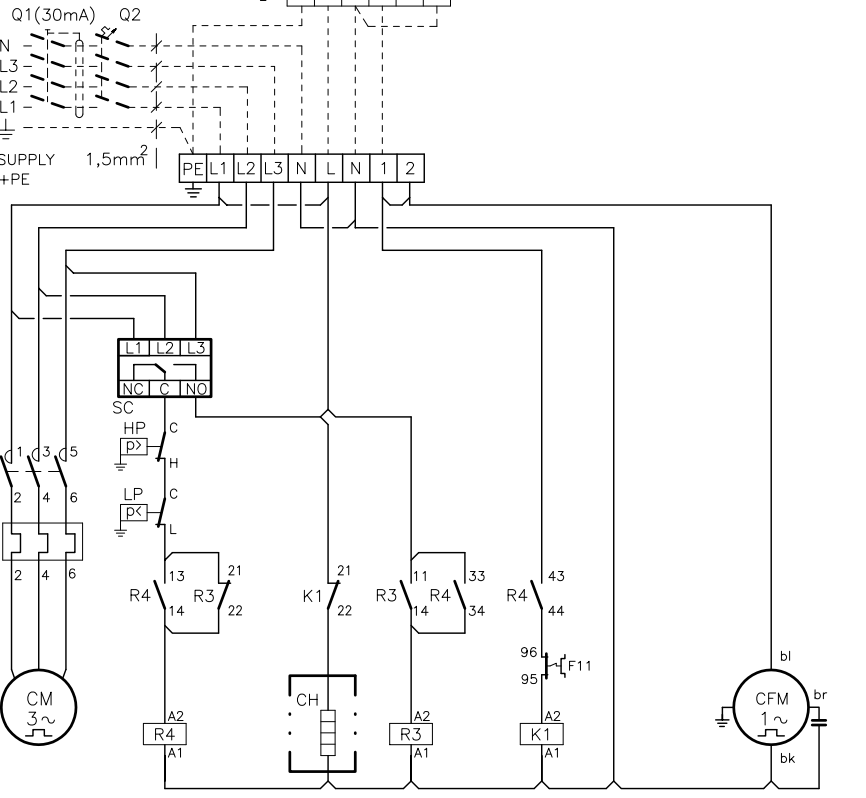 Q1(30mA) Q2
N
L3
L2
L1
SUPPLY 1,5mm2
+PE
PE L1 L2 L3 N L N 1 2
L1 L2 L3
NC C NO
SC
HP C
p>
H
1 3 5
LP C
p<
L
2 4 6
2 4 6
13 21 21 11 33 43
R4 R3 K1 R3 R4 R4
14 22 22 14 34 44
96
F11
95
bl
CM
3~
CH
CFM
1~
br
A2 A2 A2
R4 R3 K1
A1 A1 A1
bk